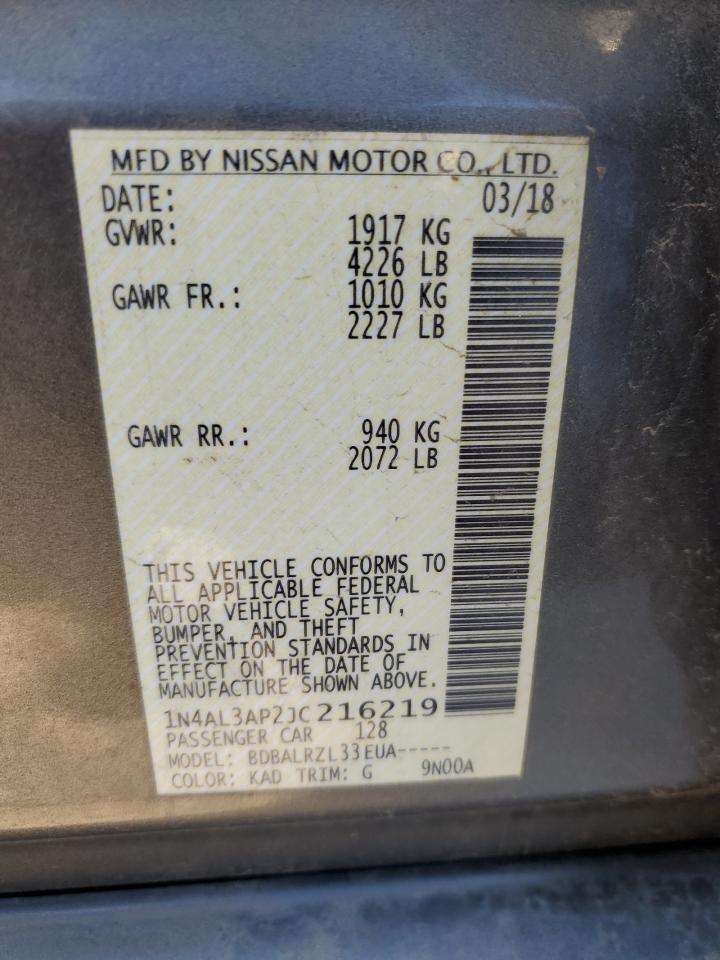 MFD BY NISSAN MOTOR CO., LTD.
DATE: 03/18
GVWR: 1917 KG
4226 LB
GAWR FR.: 1010 KG
2227 LB
GAWR RR.: 940 KG
2072 LB
THIS VEHICLE CONFORMS TO
ALL APPLICABLE FEDERAL
MOTOR VEHICLE SAFETY,
BUMPER, AND THEFT
PREVENTION STANDARDS IN
EFFECT ON THE DATE OF
MANUFACTURE SHOWN ABOVE.
1N4AL3AP2JC216219
PASSENGER CAR 128
MODEL: BDBALRZL33EUA-----
COLOR: KAD TRIM: G 9N00A